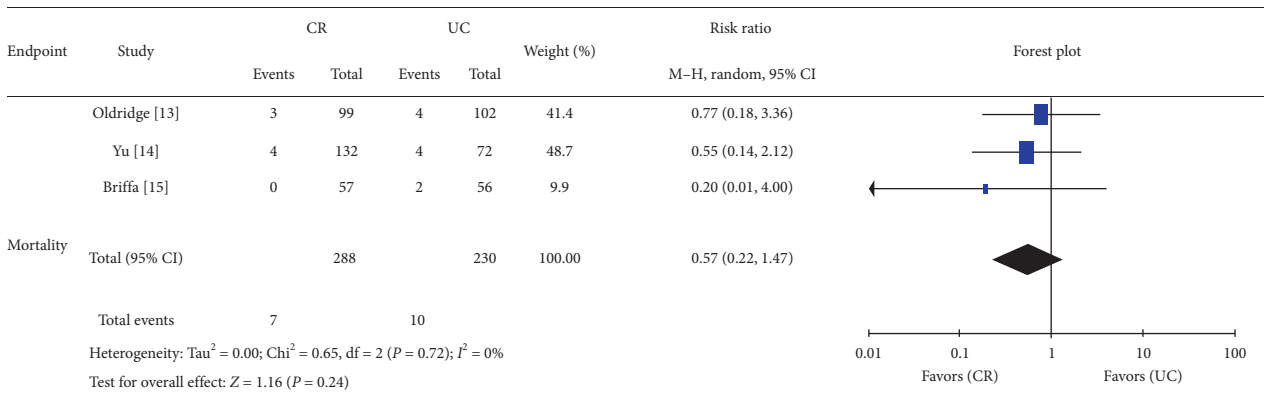 CR UC Risk ratio
Endpoint Study Weight (%) Forest plot
Events Total Events Total M–H, random, 95% CI
Oldridge [13] 3 99 4 102 41.4 0.77 (0.18, 3.36)
Yu [14] 4 132 4 72 48.7 0.55 (0.14, 2.12)
Briffa [15] 0 57 2 56 9.9 0.20 (0.01, 4.00)
Mortality
Total (95% CI) 288 230 100.00 0.57 (0.22, 1.47)
Total events 7 10
Heterogeneity: Tau² = 0.00; Chi² = 0.65, df = 2 (P = 0.72); I² = 0%
Test for overall effect: Z = 1.16 (P = 0.24)
0.01 0.1 1 10 100
Favors (CR) Favors (UC)